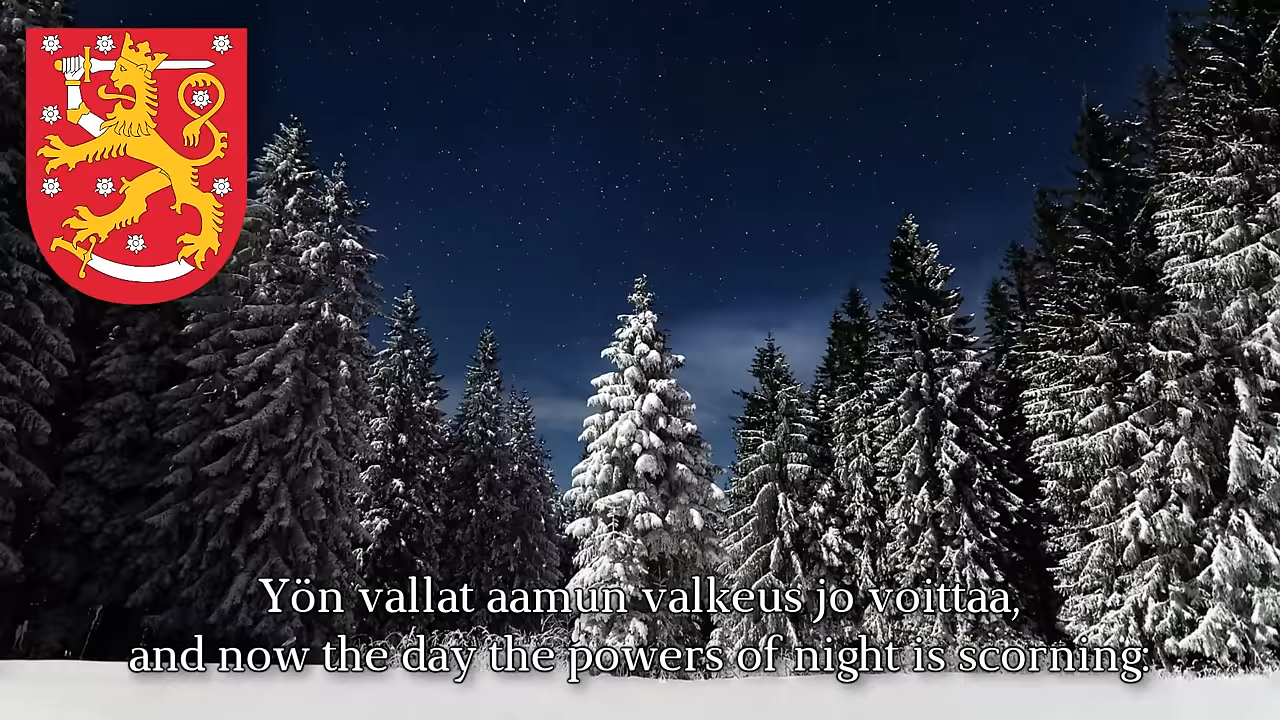 Yön vallat aamun valkeus jo voittaa,
and now the day the powers of night is scorning: